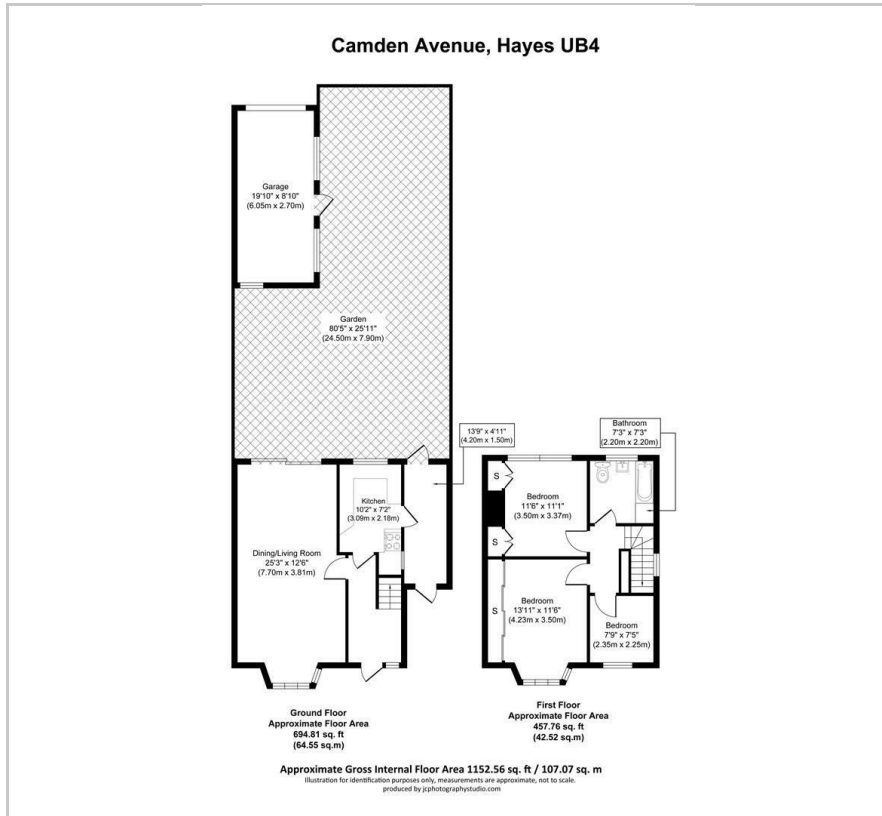 Camden Avenue, Hayes UB4
Garage
19'10" x 8'10"
(6.05m x 2.70m)
Garden
80'5" x 25'11"
(24.50m x 7.90m)
13'9" x 4'11"
(4.20m x 1.50m)
Kitchen
10'2" x 7'2"
(3.09m x 2.18m)
Dining/Living Room
25'3" x 12'6"
(7.70m x 3.81m)
Bathroom
7'3" x 7'3"
(2.20m x 2.20m)
S
Bedroom
11'6" x 11'1"
(3.50m x 3.37m)
S
S
Bedroom
13'11" x 11'6"
(4.23m x 3.50m)
Bedroom
7'9" x 7'5"
(2.35m x 2.25m)
Ground Floor
Approximate Floor Area
694.81 sq. ft
(64.55 sq.m)
First Floor
Approximate Floor Area
457.76 sq. ft
(42.52 sq.m)
Approximate Gross Internal Floor Area 1152.56 sq. ft / 107.07 sq. m
Illustration for identification purposes only, measurements are approximate, not to scale.
produced by jcphotographystudio.com